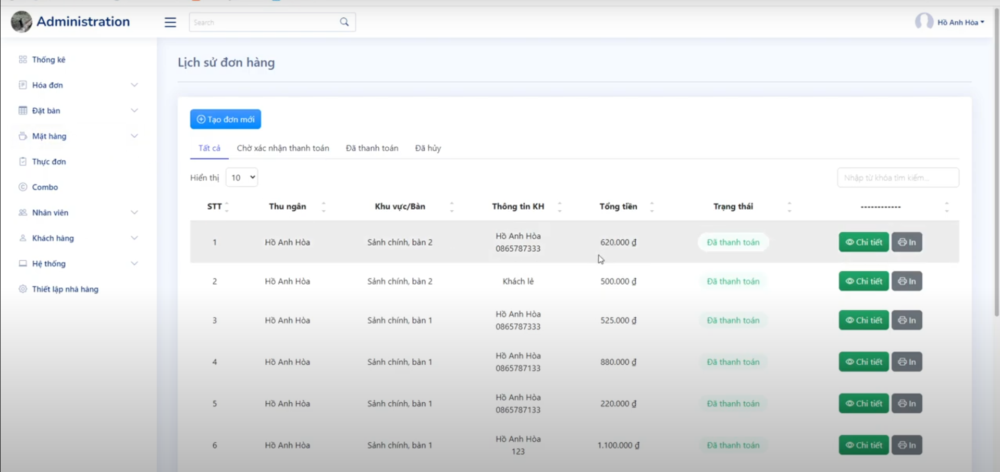 Administration
Search
Hồ Anh Hòa
Thống kê
Hóa đơn
Đặt bàn
Mặt hàng
Thực đơn
Combo
Nhân viên
Khách hàng
Hệ thống
Thiết lập nhà hàng
Lịch sử đơn hàng
Tạo đơn mới
Tất cả Chờ xác nhận thanh toán Đã thanh toán Đã hủy
Hiển thị 10 Nhập từ khóa tìm kiếm...
STT Thu ngân Khu vực/Bàn Thông tin KH Tổng tiền Trạng thái ------------
1 Hồ Anh Hòa Sảnh chính, bàn 2 Hồ Anh Hòa 0865787333 620.000 ₫ Đã thanh toán Chi tiết In
2 Hồ Anh Hòa Sảnh chính, bàn 2 Khách lẻ 500.000 ₫ Đã thanh toán Chi tiết In
3 Hồ Anh Hòa Sảnh chính, bàn 1 Hồ Anh Hòa 0865787333 525.000 ₫ Đã thanh toán Chi tiết In
4 Hồ Anh Hòa Sảnh chính, bàn 1 Hồ Anh Hòa 0865787133 880.000 ₫ Đã thanh toán Chi tiết In
5 Hồ Anh Hòa Sảnh chính, bàn 1 Hồ Anh Hòa 0865787133 220.000 ₫ Đã thanh toán Chi tiết In
6 Hồ Anh Hòa Sảnh chính, bàn 1 Hồ Anh Hòa 123 1.100.000 ₫ Đã thanh toán Chi tiết In